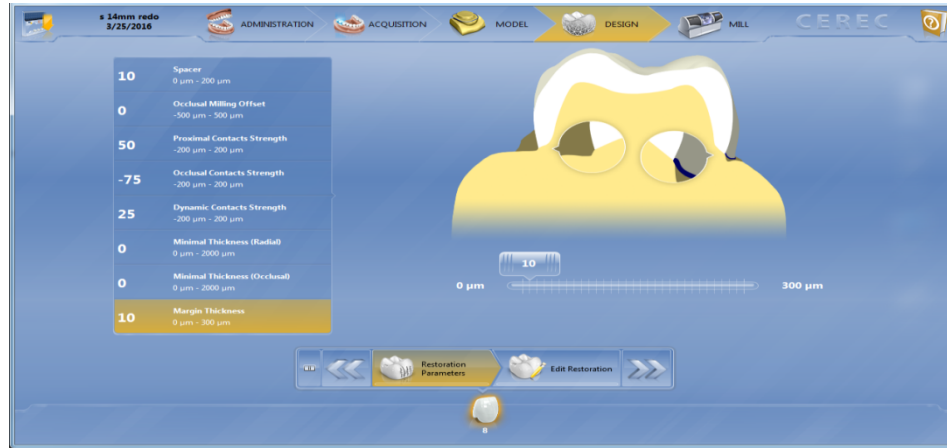 s 14mm redo
3/25/2016
ADMINISTRATION
ACQUISITION
MODEL
DESIGN
MILL
CEREC
?
10
Spacer
0 µm - 200 µm
0
Occlusal Milling Offset
-500 µm - 500 µm
50
Proximal Contacts Strength
-200 µm - 200 µm
-75
Occlusal Contacts Strength
-200 µm - 200 µm
25
Dynamic Contacts Strength
-200 µm - 200 µm
0
Minimal Thickness (Radial)
0 µm - 2000 µm
0
Minimal Thickness (Occlusal)
0 µm - 2000 µm
10
Margin Thickness
0 µm - 300 µm
10
0 µm
300 µm
Restoration
Parameters
Edit Restoration
8